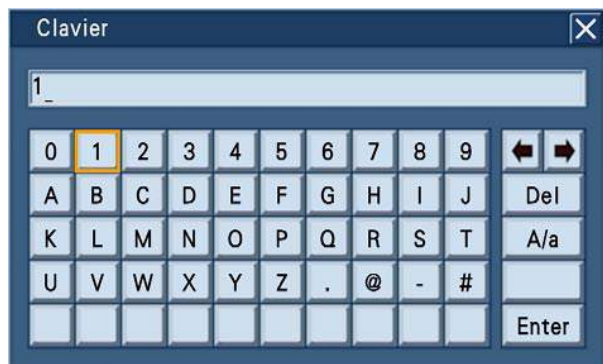 Clavier
1_
0 1 2 3 4 5 6 7 8 9
A B C D E F G H I J Del
K L M N O P Q R S T A/a
U V W X Y Z . @ - #
Enter